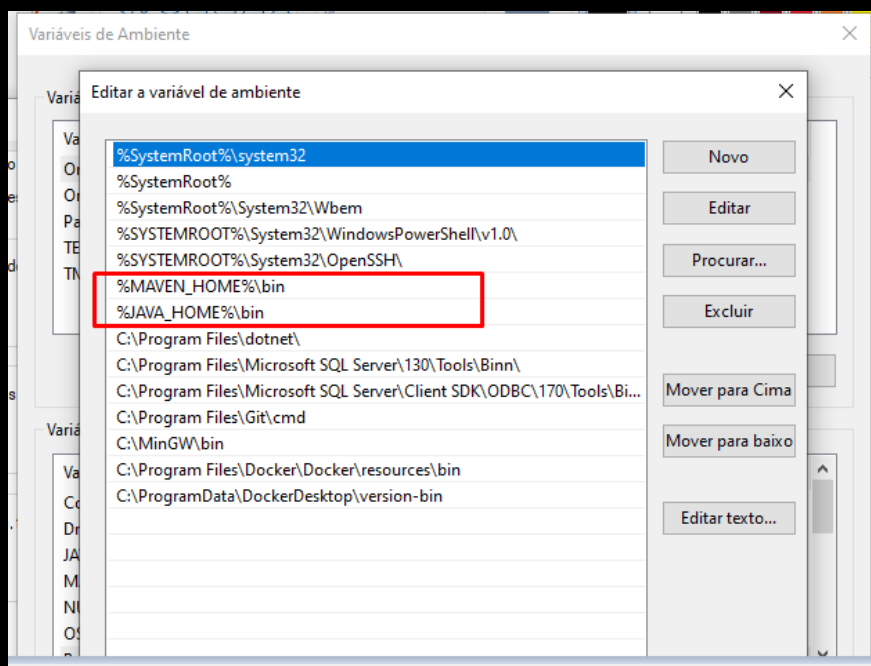 Variáveis de Ambiente
Editar a variável de ambiente
%SystemRoot%\system32
%SystemRoot%
%SystemRoot%\System32\Wbem
%SYSTEMROOT%\System32\WindowsPowerShell\v1.0\
%SYSTEMROOT%\System32\OpenSSH\
%MAVEN_HOME%\bin
%JAVA_HOME%\bin
C:\Program Files\dotnet\
C:\Program Files\Microsoft SQL Server\130\Tools\Binn\
C:\Program Files\Microsoft SQL Server\Client SDK\ODBC\170\Tools\Bi...
C:\Program Files\Git\cmd
C:\MinGW\bin
C:\Program Files\Docker\Docker\resources\bin
C:\ProgramData\DockerDesktop\version-bin
Novo
Editar
Procurar...
Excluir
Mover para Cima
Mover para baixo
Editar texto...